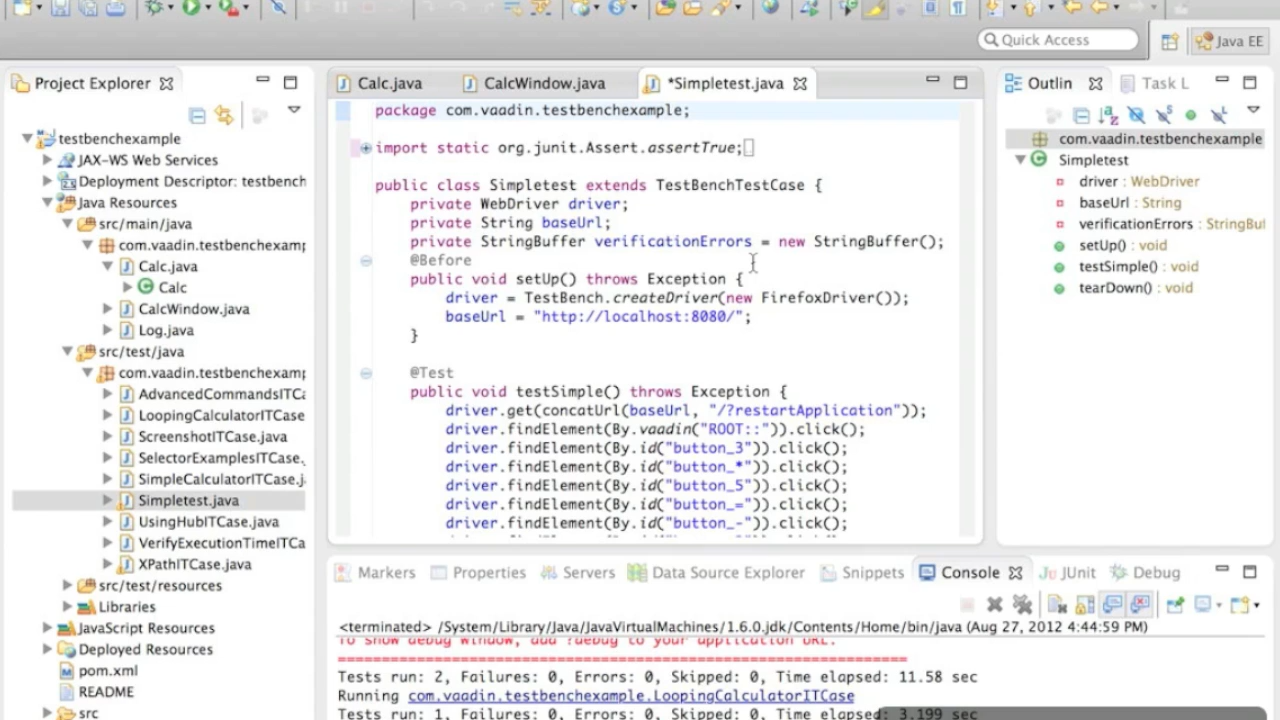 Quick Access
Java EE
Project Explorer
testbenchexample
JAX-WS Web Services
Deployment Descriptor: testbench
Java Resources
src/main/java
com.vaadin.testbenchexamp
Calc.java
Calc
CalcWindow.java
Log.java
src/test/java
com.vaadin.testbenchexamp
AdvancedCommandsITCa
LoopingCalculatorITCase
ScreenshotITCase.java
SelectorExamplesITCase.
SimpleCalculatorITCase.j
Simpletest.java
UsingHubITCase.java
VerifyExecutionTimeITCa
XPathITCase.java
src/test/resources
Libraries
JavaScript Resources
Deployed Resources
pom.xml
README
src
Calc.java
CalcWindow.java
*Simpletest.java
package com.vaadin.testbenchexample;
import static org.junit.Assert.assertTrue;
public class Simpletest extends TestBenchTestCase {
private WebDriver driver;
private String baseUrl;
private StringBuffer verificationErrors = new StringBuffer();
@Before
public void setUp() throws Exception {
driver = TestBench.createDriver(new FirefoxDriver());
baseUrl = "http://localhost:8080/";
}
@Test
public void testSimple() throws Exception {
driver.get(concatUrl(baseUrl, "/?restartApplication"));
driver.findElement(By.vaadin("ROOT::")).click();
driver.findElement(By.id("button_3")).click();
driver.findElement(By.id("button_*")).click();
driver.findElement(By.id("button_5")).click();
driver.findElement(By.id("button_=")).click();
driver.findElement(By.id("button_-")).click();
Outlin
Task L
com.vaadin.testbenchexample
Simpletest
driver : WebDriver
baseUrl : String
verificationErrors : StringBuf
setUp() : void
testSimple() : void
tearDown() : void
Markers
Properties
Servers
Data Source Explorer
Snippets
Console
JUnit
Debug
<terminated> /System/Library/Java/JavaVirtualMachines/1.6.0.jdk/Contents/Home/bin/java (Aug 27, 2012 4:44:59 PM)
To show debug window, add ?debug to your application URL.
=================================================================
Tests run: 2, Failures: 0, Errors: 0, Skipped: 0, Time elapsed: 11.58 sec
Running com.vaadin.testbenchexample.LoopingCalculatorITCase
Tests run: 1, Failures: 0, Errors: 0, Skipped: 0, Time elapsed: 3.199 sec